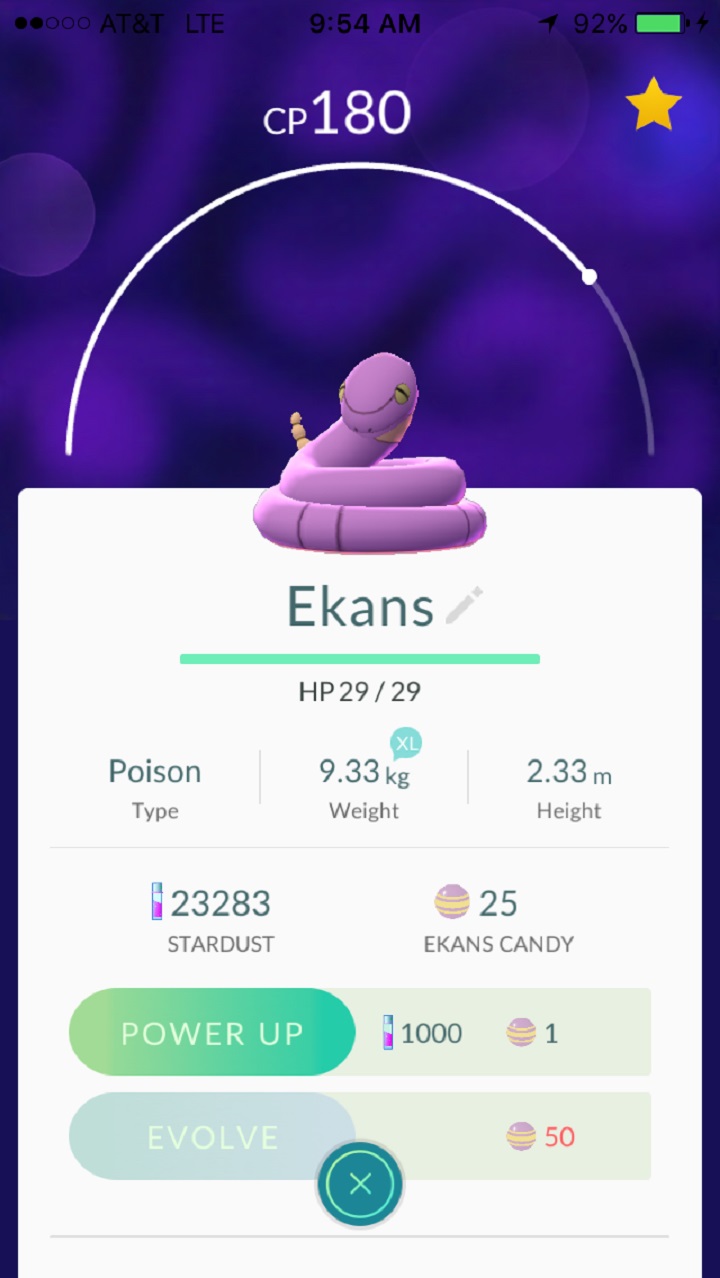 AT&T LTE 9:54 AM 92%
CP180
Ekans
HP 29 / 29
XL
Poison 9.33 kg 2.33 m
Type Weight Height
23283 25
STARDUST EKANS CANDY
POWER UP 1000 1
EVOLVE 50